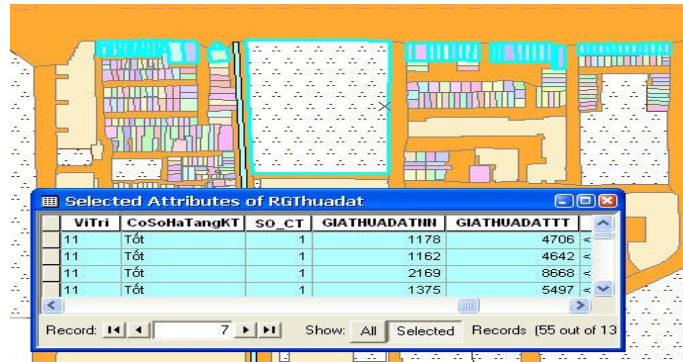 Selected Attributes of RGThuadat
ViTri CoSoHaTangKT SO_CT GIATHUADATNN GIATHUADATTT
11 Tốt 1 1178 4706 <
11 Tốt 1 1162 4642 <
11 Tốt 1 2169 8668 <
11 Tốt 1 1375 5497 <
Record: 7 Show: All Selected Records (55 out of 13